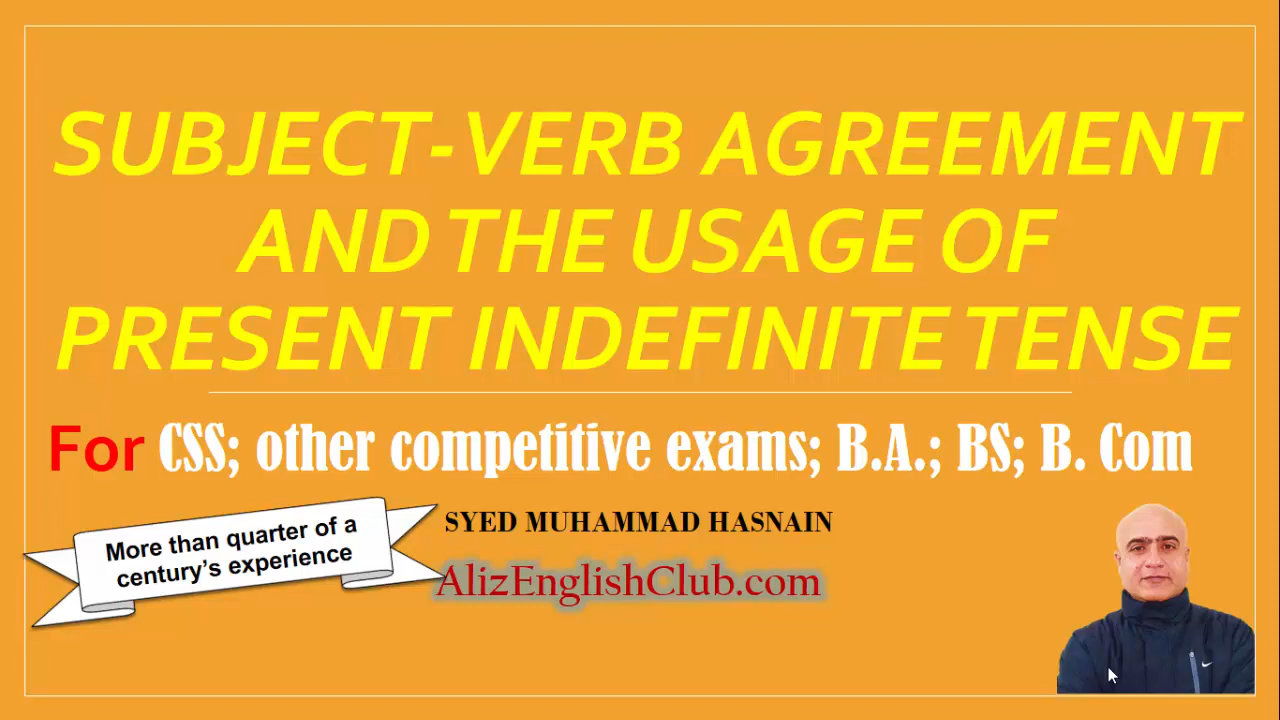 SUBJECT-VERB AGREEMENT
AND THE USAGE OF
PRESENT INDEFINITE TENSE
For CSS; other competitive exams; B.A.; BS; B. Com
More than quarter of a
century's experience
SYED MUHAMMAD HASNAIN
AlizEnglishClub.com